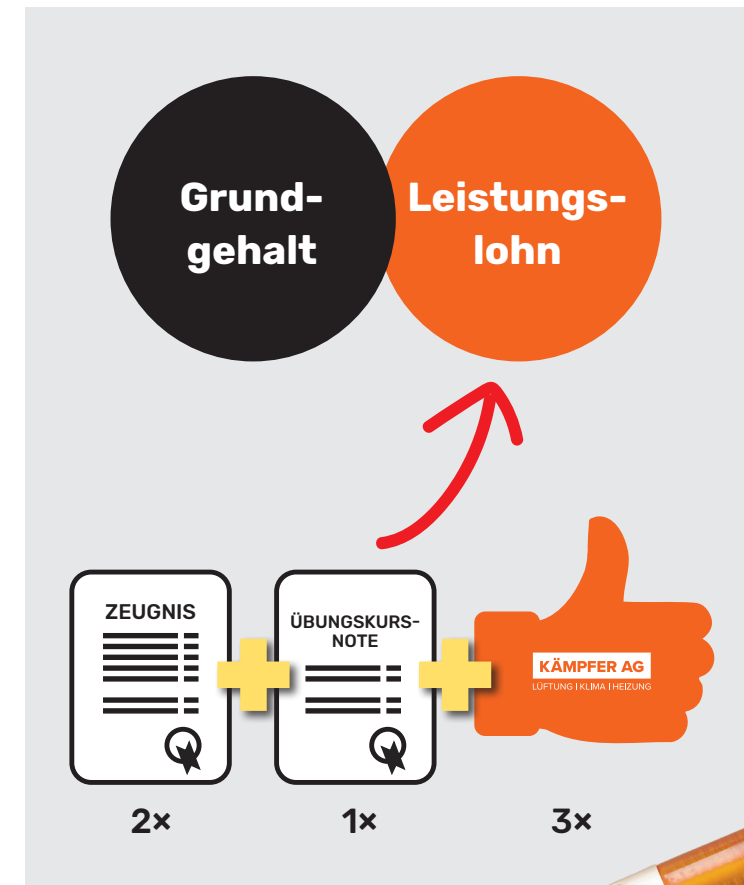 Grund-
gehalt
Leistungs-
lohn
ZEUGNIS
ÜBUNGSKURS-
NOTE
KÄMPFER AG
LÜFTUNG I KLIMA I HEIZUNG
2×
1×
3×